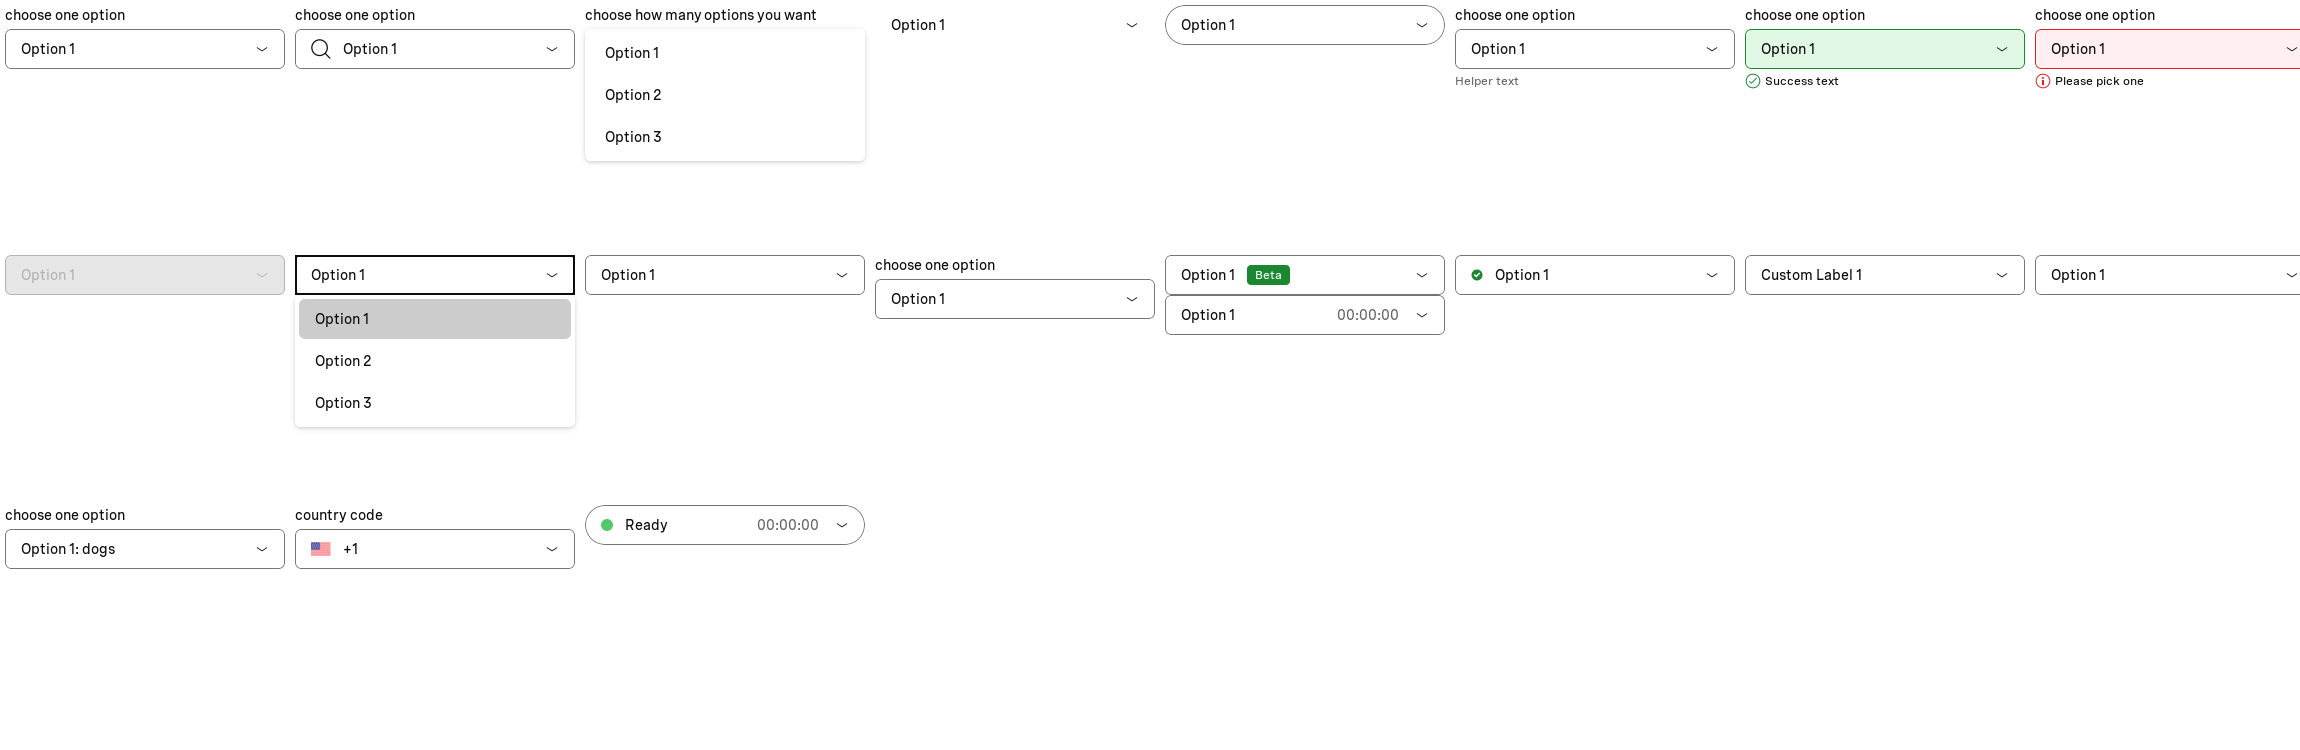 choose one option
Option 1
choose one option
Option 1
choose how many options you want
Option 1
Option 2
Option 3
Option 1
Option 1
choose one option
Option 1
Helper text
choose one option
Option 1
Success text
choose one option
Option 1
Please pick one
Option 1
Option 1
Option 1
Option 2
Option 3
Option 1
choose one option
Option 1
Option 1 Beta
Option 1 00:00:00
Option 1
Custom Label 1
Option 1
choose one option
Option 1: dogs
country code
+1
Ready 00:00:00